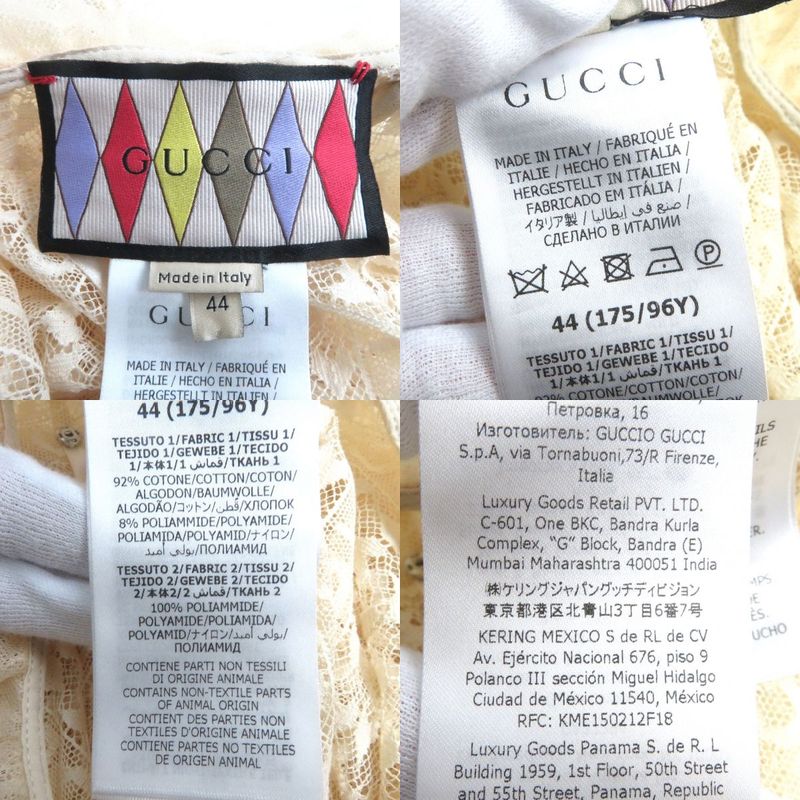 GUCCI
Made in Italy
44
GUCCI
MADE IN ITALY / FABRIQUÉ EN
ITALIE / HECHO EN ITALIA /
HERGESTELLT IN ITALIEN /
GUCCI
MADE IN ITALY / FABRIQUÉ EN
ITALIE / HECHO EN ITALIA /
HERGESTELLT IN ITALIEN /
FABRICADO EM ITÁLIA /
イタリア製 / صنع في إيطاليا /
СДЕЛАНО В ИТАЛИИ
P
44 (175/96Y)
TESSUTO 1/FABRIC 1/TISSU 1/
TEJIDO 1/GEWEBE 1/TECIDO
1/本体1/1 قماش/ТКАНЬ 1
92% COTONE/COTTON/COTON/
ALGODON/BAUMWOLLE/
44 (175/96Y)
TESSUTO 1/FABRIC 1/TISSU 1/
TEJIDO 1/GEWEBE 1/TECIDO
1/本体1/1 قماش/ТКАНЬ 1
92% COTONE/COTTON/COTON/
ALGODON/BAUMWOLLE/
ALGODÃO/コットン/قطن/ХЛОПОК
8% POLIAMMIDE/POLYAMIDE/
POLIAMIDA/POLYAMID/ナイロン/
بولي أميد/ПОЛИАМИД
TESSUTO 2/FABRIC 2/TISSU 2/
TEJIDO 2/GEWEBE 2/TECIDO
2/本体2/2 قماش/ТКАНЬ 2
100% POLIAMMIDE/
POLYAMIDE/POLIAMIDA/
POLYAMID/ナイロン/بولي أميد/
ПОЛИАМИД
CONTIENE PARTI NON TESSILI
DI ORIGINE ANIMALE
CONTAINS NON-TEXTILE PARTS
OF ANIMAL ORIGIN
CONTIENT DES PARTIES NON
TEXTILES D'ORIGINE ANIMALE
CONTIENE PARTES NO TEXTILES
DE ORIGEN ANIMAL
Петровка, 16
Изготовитель: GUCCIO GUCCI
S.p.A, via Tornabuoni,73/R Firenze,
Italia
Luxury Goods Retail PVT. LTD.
C-601, One BKC, Bandra Kurla
Complex, "G" Block, Bandra (E)
Mumbai Maharashtra 400051 India
㈱ケリングジャパングッチディビジョン
東京都港区北青山3丁目6番7号
KERING MEXICO S de RL de CV
Av. Ejército Nacional 676, piso 9
Polanco III sección Miguel Hidalgo
Ciudad de México 11540, México
RFC: KME150212F18
Luxury Goods Panama S. de R. L
Building 1959, 1st Floor, 50th Street
and 55th Street, Panama, Republic